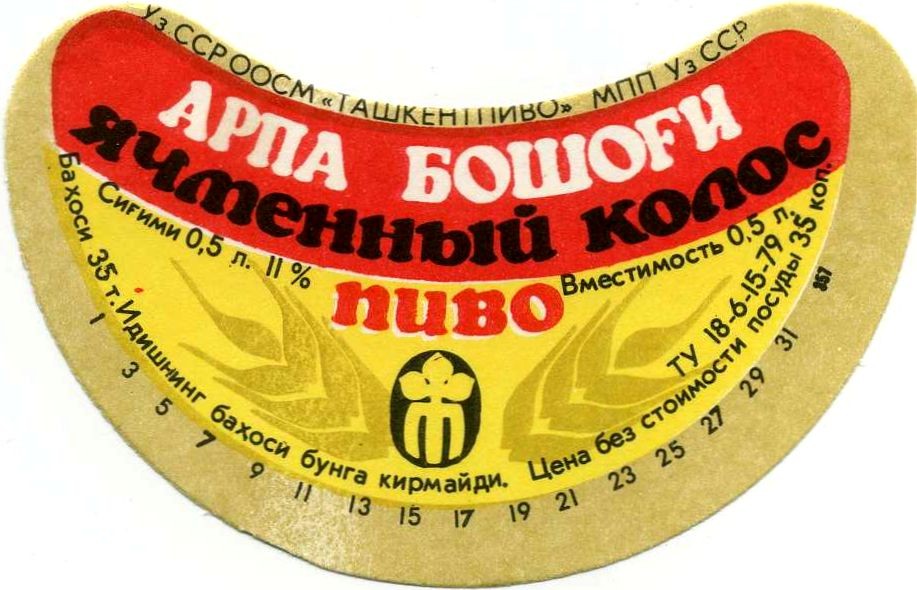 Уз.ССР ООСМ «ТАШКЕНТПИВО» МПП УзССР
АРПА БОШОҒИ
ЯЧМЕННЫЙ КОЛОС
ПИВО
Сиғими 0,5 л. 11 %
Вместимость 0,5 л.
ТУ 18-6-15-79
Баҳоси 35 т. Идишнинг баҳоси бунга кирмайди.
Цена без стоимости посуды 35 коп.
1 3 5 7 9 11 13 15 17 19 21 23 25 27 29 31